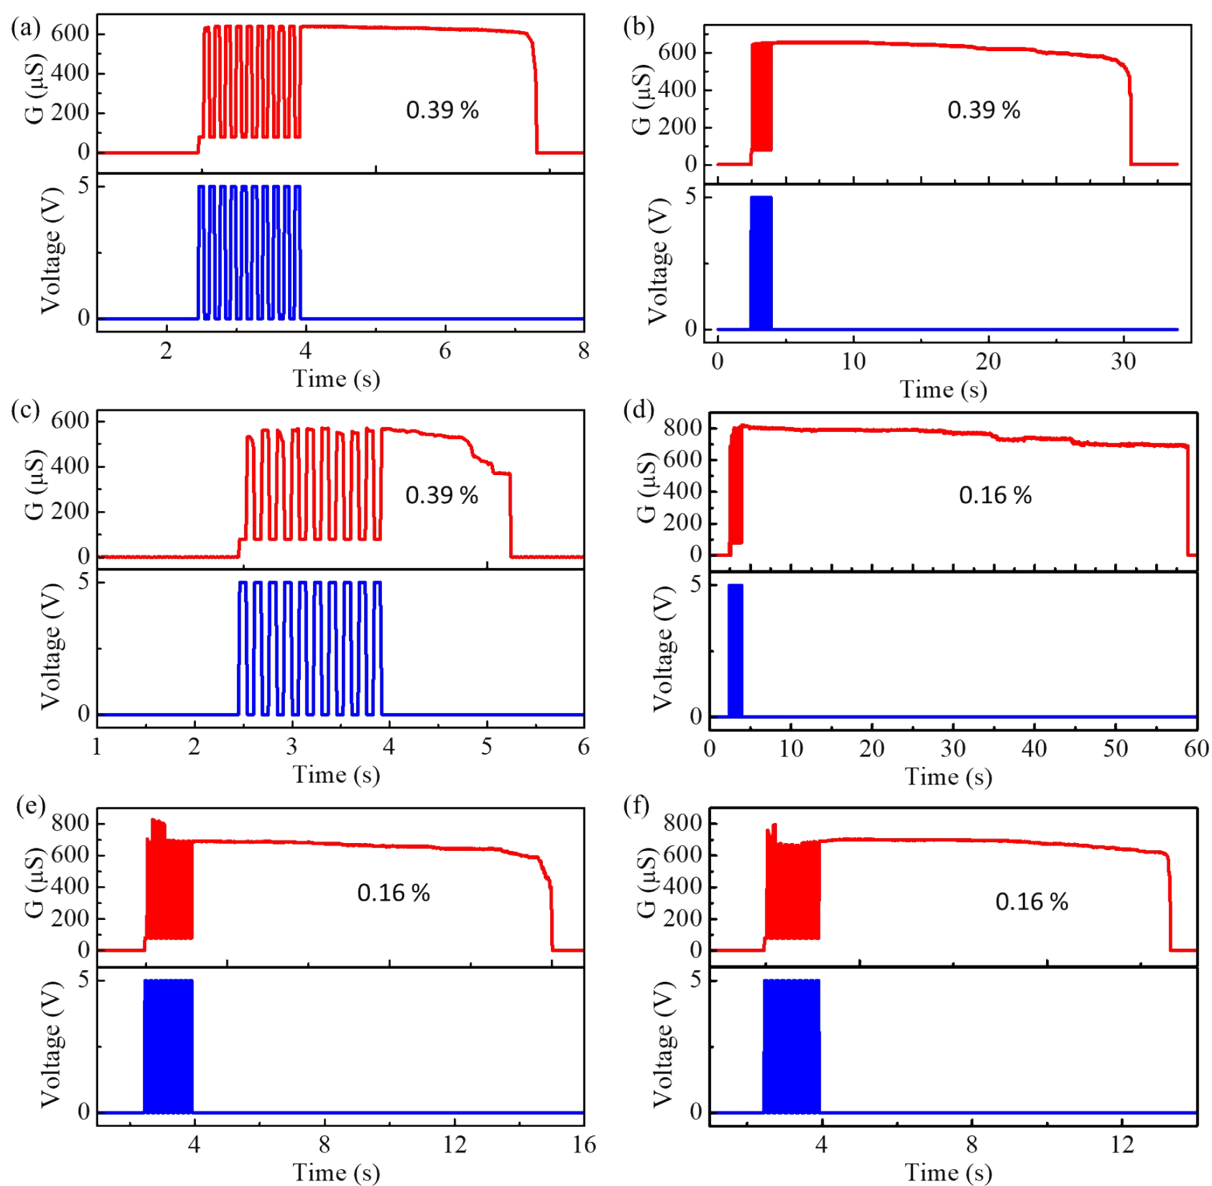 (a)
600
400
200
0
G (μS)
0.39 %
5
0
Voltage (V)
2 4 6 8
Time (s)
(b)
600
400
200
0
G (μS)
0.39 %
5
0
Voltage (V)
0 10 20 30
Time (s)
(c)
600
400
200
0
G (μS)
0.39 %
5
0
Voltage (V)
1 2 3 4 5 6
Time (s)
(d)
800
600
400
200
0
G (μS)
0.16 %
5
0
Voltage (V)
0 10 20 30 40 50 60
Time (s)
(e)
800
600
400
200
0
G (μS)
0.16 %
5
0
Voltage (V)
4 8 12 16
Time (s)
(f)
800
600
400
200
0
G (μS)
0.16 %
5
0
Voltage (V)
4 8 12
Time (s)